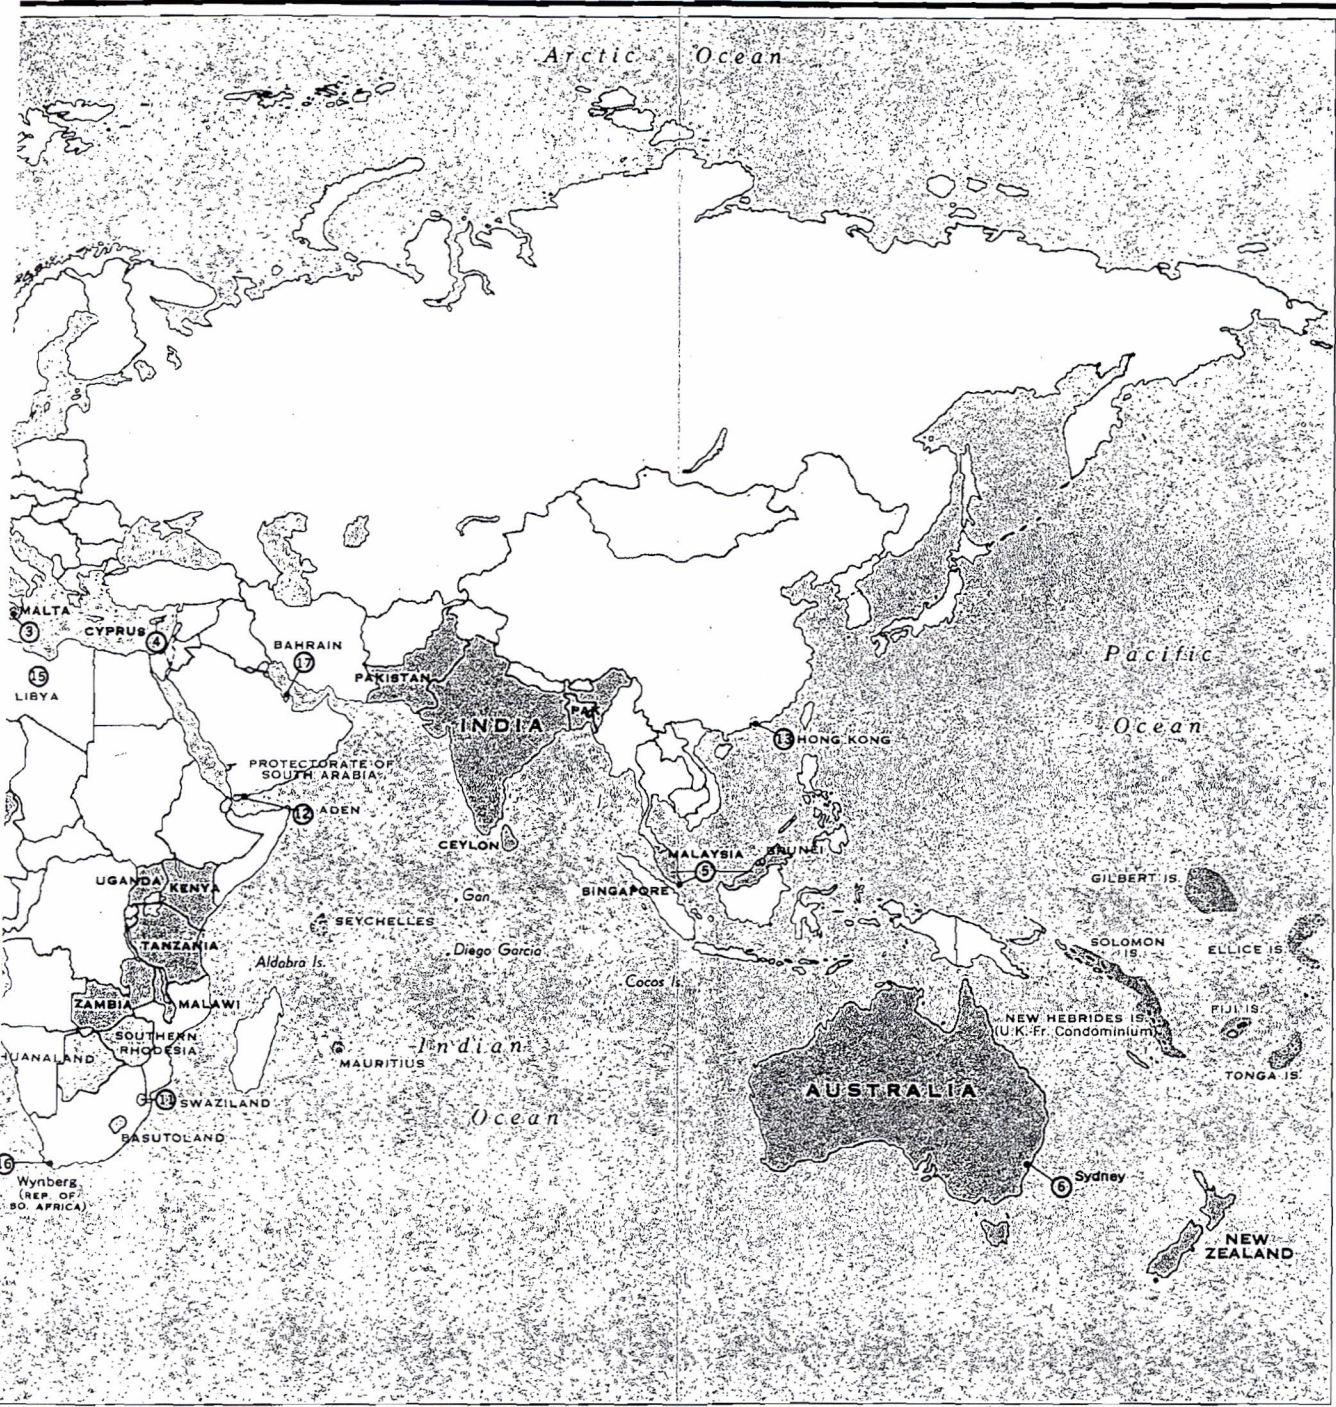 Arctic Ocean
MALTA
3
CYPRUS
4
BAHRAIN
17
15
LIBYA
PAKISTAN
INDIA
PAK.
Pacific
Ocean
13 HONG KONG
PROTECTORATE OF
SOUTH ARABIA
12 ADEN
CEYLON
MALAYSIA
BRUNEI
5
SINGAPORE
UGANDA
KENYA
Gan
GILBERT IS.
SEYCHELLES
TANZANIA
Diego Garcia
SOLOMON
IS.
ELLICE IS.
Aldabra Is.
Cocos Is.
ZAMBIA
MALAWI
FIJI IS.
NEW HEBRIDES IS.
(U.K.-Fr. Condominium)
SOUTHERN
RHODESIA
HUANALAND
Indian
Ocean
MAURITIUS
TONGA IS.
AUSTRALIA
11 SWAZILAND
BASUTOLAND
16
Wynberg
(REP. OF
SO. AFRICA)
6 Sydney
NEW
ZEALAND